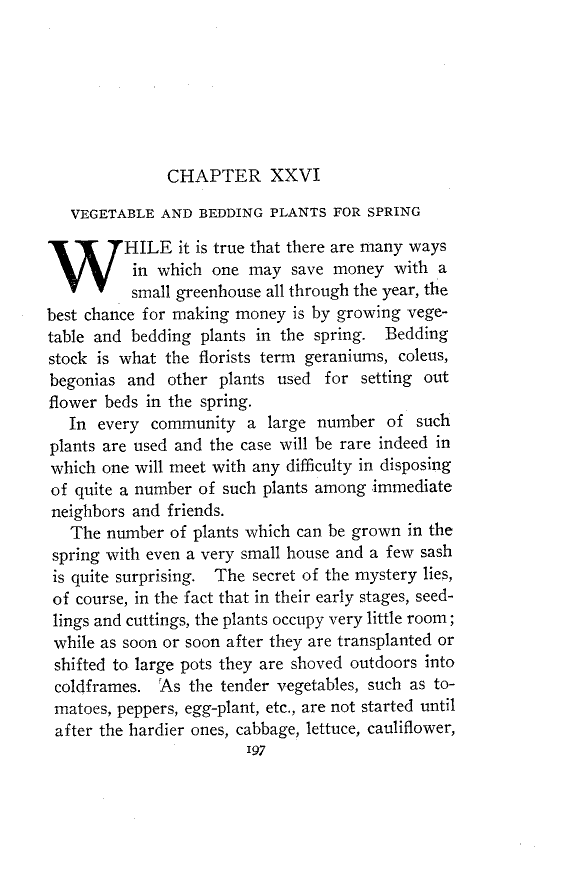 CHAPTER XXVI
VEGETABLE AND BEDDING PLANTS FOR SPRING
WHILE it is true that there are many ways
in which one may save money with a
small greenhouse all through the year, the
best chance for making money is by growing vege-
table and bedding plants in the spring. Bedding
stock is what the florists term geraniums, coleus,
begonias and other plants used for setting out
flower beds in the spring.
In every community a large number of such
plants are used and the case will be rare indeed in
which one will meet with any difficulty in disposing
of quite a number of such plants among immediate
neighbors and friends.
The number of plants which can be grown in the
spring with even a very small house and a few sash
is quite surprising. The secret of the mystery lies,
of course, in the fact that in their early stages, seed-
lings and cuttings, the plants occupy very little room;
while as soon or soon after they are transplanted or
shifted to large pots they are shoved outdoors into
coldframes. As the tender vegetables, such as to-
matoes, peppers, egg-plant, etc., are not started until
after the hardier ones, cabbage, lettuce, cauliflower,
197